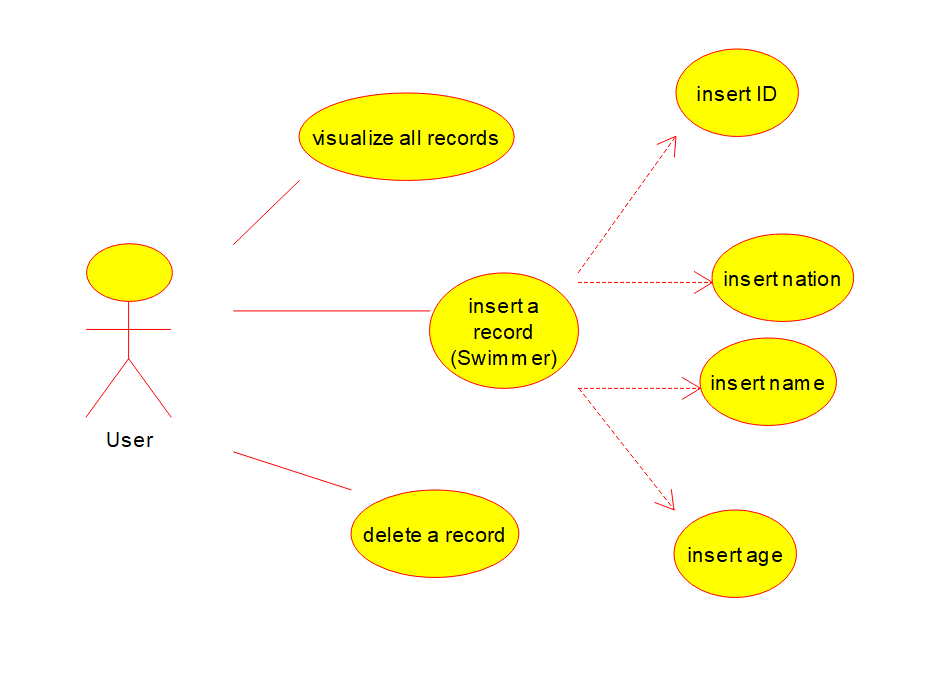 insert ID
visualize all records
insert nation
insert a
record
(Swimmer)
insert name
User
delete a record
insert age